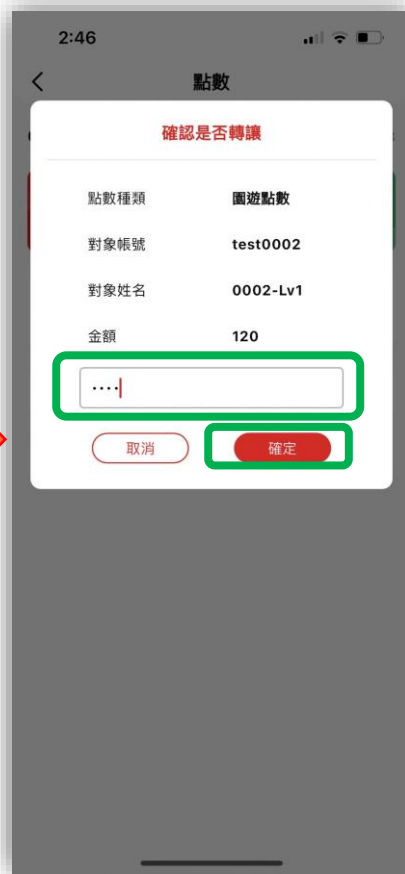 2:46
點數
確認是否轉讓
點數種類 園遊點數
對象帳號 test0002
對象姓名 0002-Lv1
金額 120
····
取消 確定